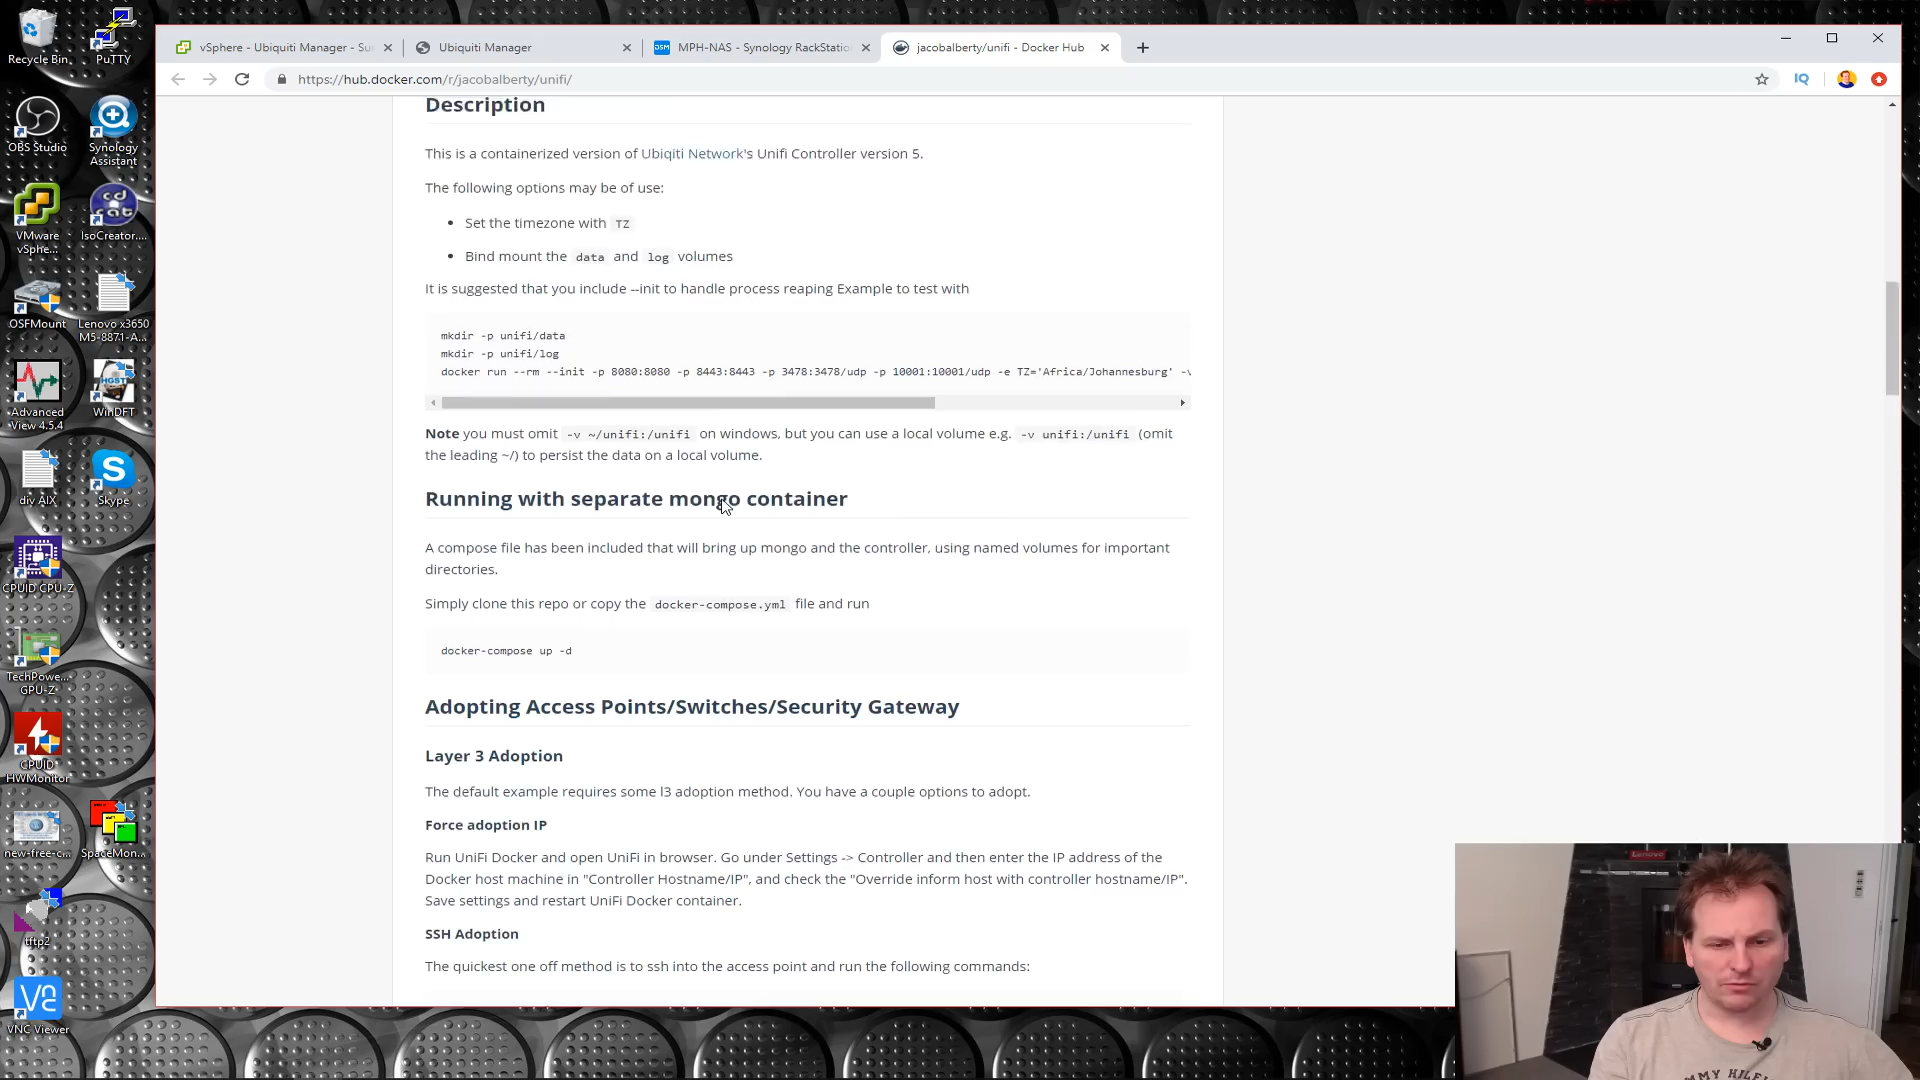 vSphere - Ubiquiti Manager - Su
Ubiquiti Manager
MPH-NAS - Synology RackStatio
jacobalberty/unifi - Docker Hub
https://hub.docker.com/r/jacobalberty/unifi/
Description
This is a containerized version of Ubiqiti Network's Unifi Controller version 5.
The following options may be of use:
• Set the timezone with TZ
• Bind mount the data and log volumes
It is suggested that you include --init to handle process reaping Example to test with
mkdir -p unifi/data
mkdir -p unifi/log
docker run --rm --init -p 8080:8080 -p 8443:8443 -p 3478:3478/udp -p 10001:10001/udp -e TZ='Africa/Johannesburg' -v
Note you must omit -v ~/unifi:/unifi on windows, but you can use a local volume e.g. -v unifi:/unifi (omit
the leading ~/) to persist the data on a local volume.
Running with separate mongo container
A compose file has been included that will bring up mongo and the controller, using named volumes for important
directories.
Simply clone this repo or copy the docker-compose.yml file and run
docker-compose up -d
Adopting Access Points/Switches/Security Gateway
Layer 3 Adoption
The default example requires some l3 adoption method. You have a couple options to adopt.
Force adoption IP
Run UniFi Docker and open UniFi in browser. Go under Settings -> Controller and then enter the IP address of the
Docker host machine in "Controller Hostname/IP", and check the "Override inform host with controller hostname/IP".
Save settings and restart UniFi Docker container.
SSH Adoption
The quickest one off method is to ssh into the access point and run the following commands:
Recycle Bin
PuTTY
OBS Studio
Synology
Assistant
VMware
vSphe...
IsoCreator....
OSFMount
Lenovo x3650
M5-8871-A...
Advanced
View 4.5.4
WinDFT
div AIX
Skype
CPUID CPU-Z
TechPowe...
GPU-Z
CPUID
HWMonitor
new-free-c...
SpaceMon...
tftp2
VNC Viewer
IQ
DSM
HGST
cd
cat
Lenovo